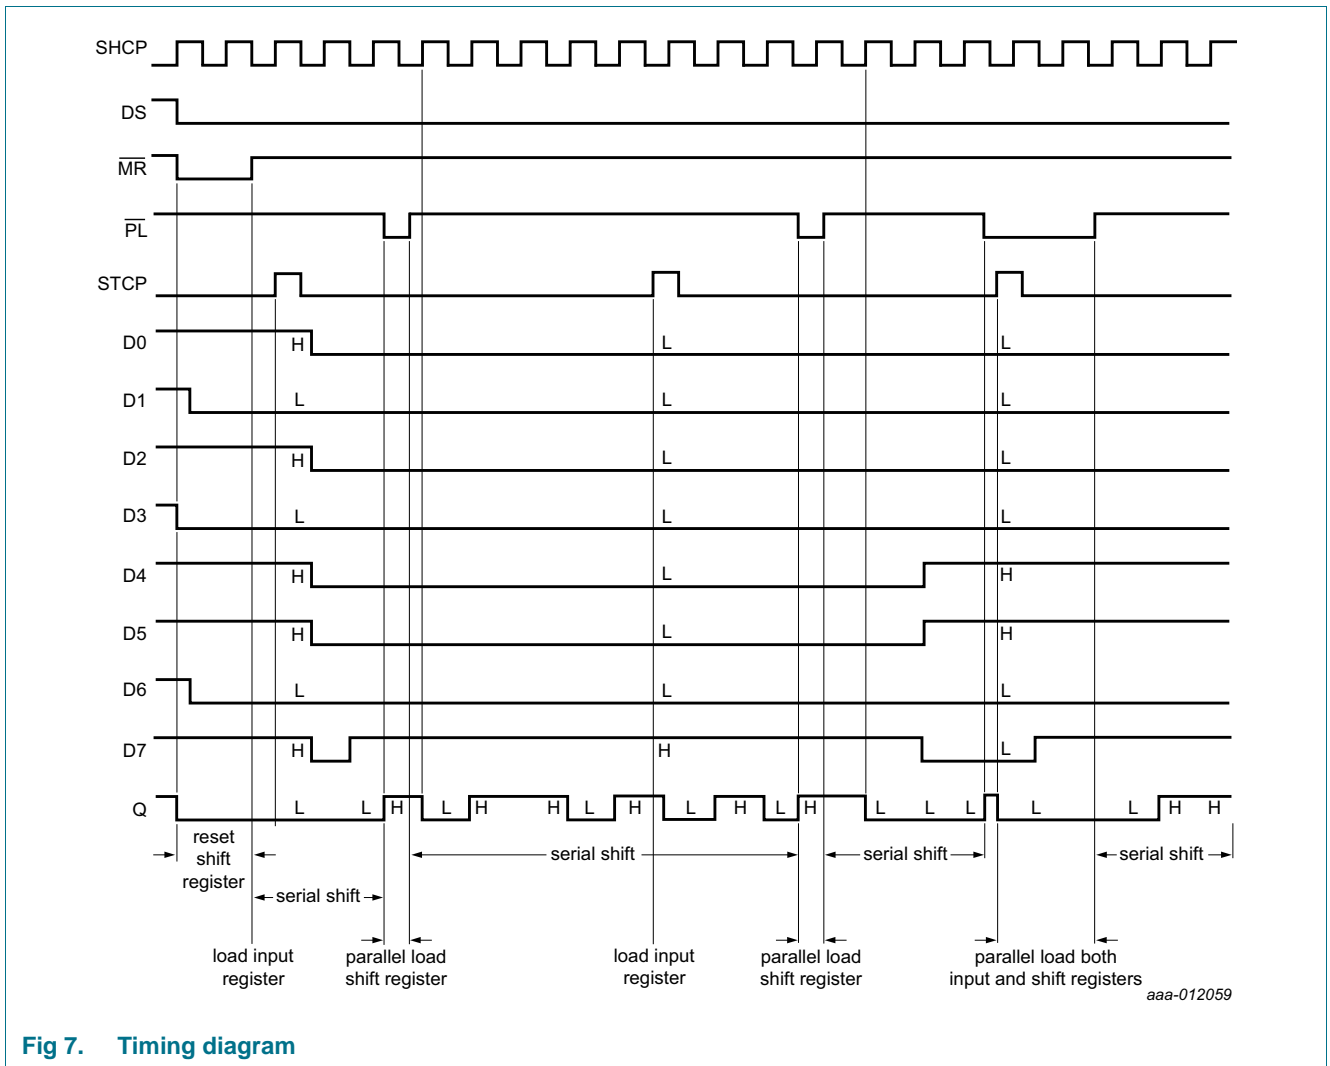 SHCP
DS
MR
PL
STCP
D0 H L L
D1 L L L
D2 H L L
D3 L L L
D4 H L H
D5 H L H
D6 L L L
D7 H H L
Q L L H L H H L H L H L H L L L L L H H
reset
shift
register
serial shift
serial shift
serial shift
serial shift
load input
register
parallel load
shift register
load input
register
parallel load
shift register
parallel load both
input and shift registers
aaa-012059
Fig 7. Timing diagram